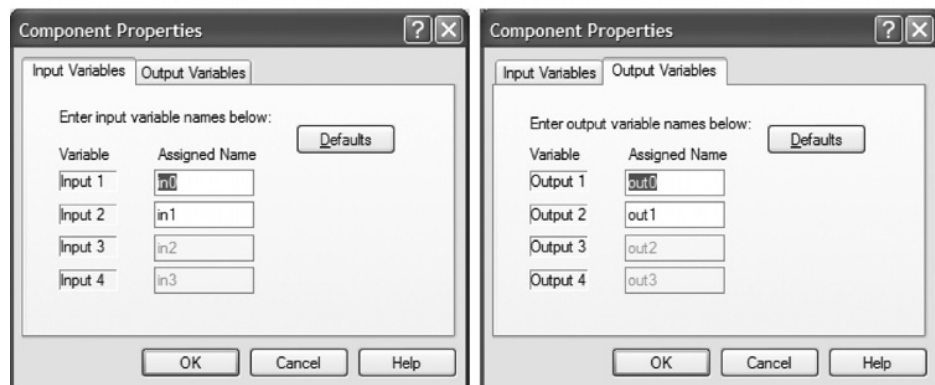 Component Properties
Input Variables Output Variables
Enter input variable names below:
Defaults
Variable Assigned Name
Input 1 in0
Input 2 in1
Input 3 in2
Input 4 in3
OK Cancel Help
Component Properties
Input Variables Output Variables
Enter output variable names below:
Defaults
Variable Assigned Name
Output 1 out0
Output 2 out1
Output 3 out2
Output 4 out3
OK Cancel Help